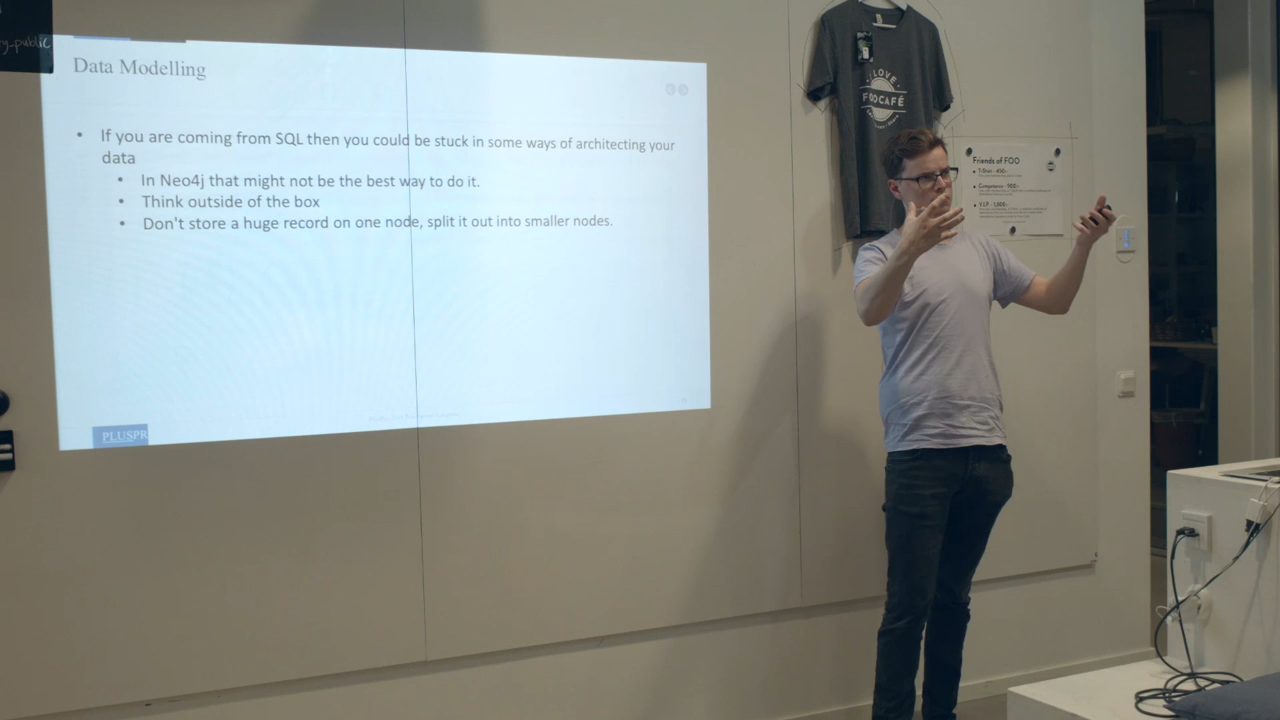 y_public
Data Modelling
• If you are coming from SQL then you could be stuck in some ways of architecting your
data
• In Neo4j that might not be the best way to do it.
• Think outside of the box
• Don't store a huge record on one node, split it out into smaller nodes.
PLUSPR
I LOVE
FOOCAFÉ
Friends of FOO